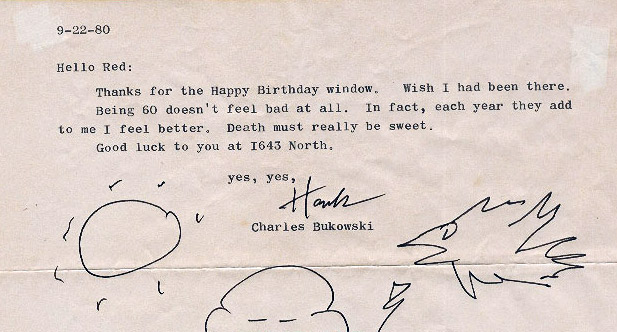 9-22-80
Hello Red:
Thanks for the Happy Birthday window. Wish I had been there.
Being 60 doesn't feel bad at all. In fact, each year they add
to me I feel better. Death must really be sweet.
Good luck to you at I643 North.
yes, yes,
Hank
Charles Bukowski